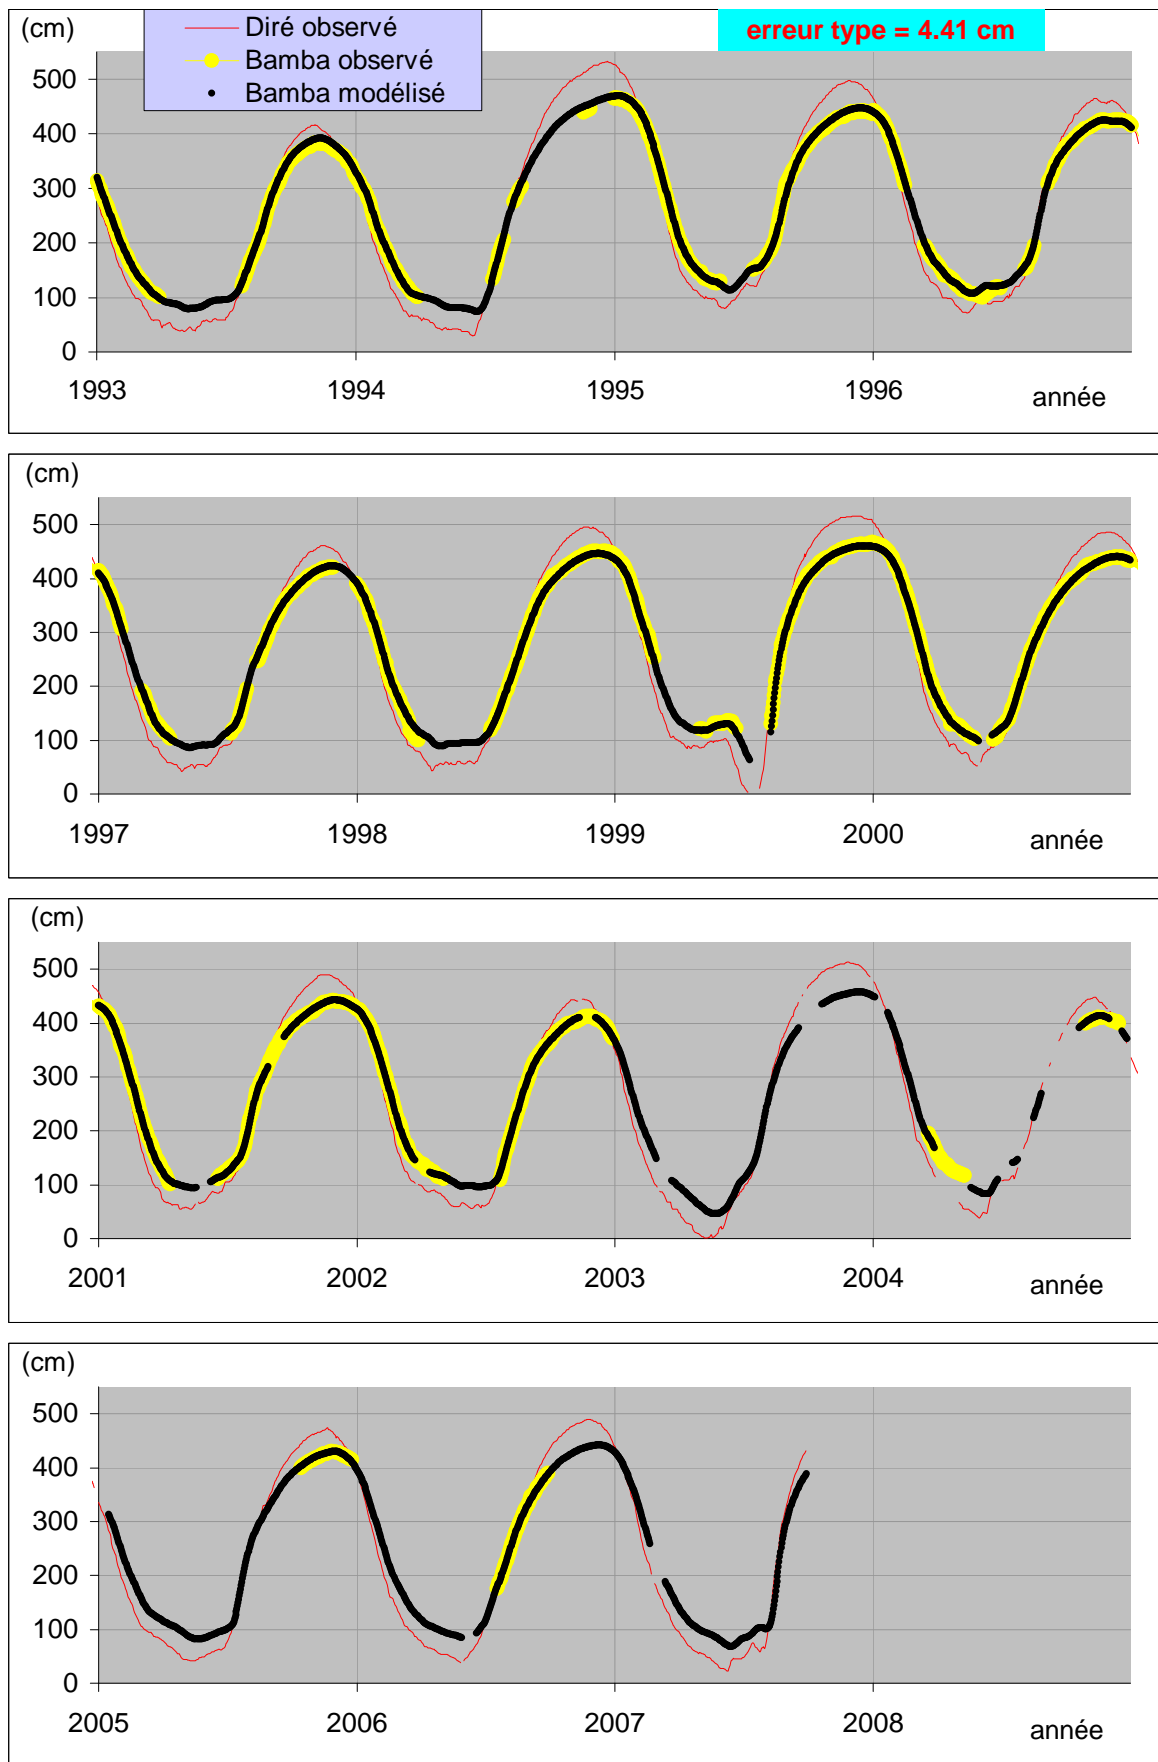 (cm)
Diré observé
Bamba observé
Bamba modélisé
erreur type = 4.41 cm
500
400
300
200
100
0
1993 1994 1995 1996 année
(cm)
500
400
300
200
100
0
1997 1998 1999 2000 année
(cm)
500
400
300
200
100
0
2001 2002 2003 2004 année
(cm)
500
400
300
200
100
0
2005 2006 2007 2008 année